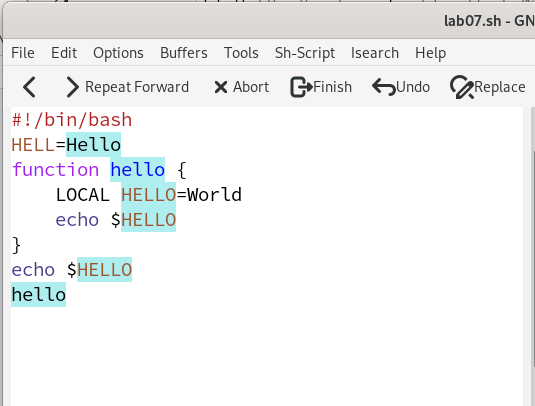 lab07.sh - GN
File Edit Options Buffers Tools Sh-Script Isearch Help
Repeat Forward Abort Finish Undo Replace
#!/bin/bash
HELL=Hello
function hello {
    LOCAL HELLO=World
    echo $HELLO
}
echo $HELLO
hello